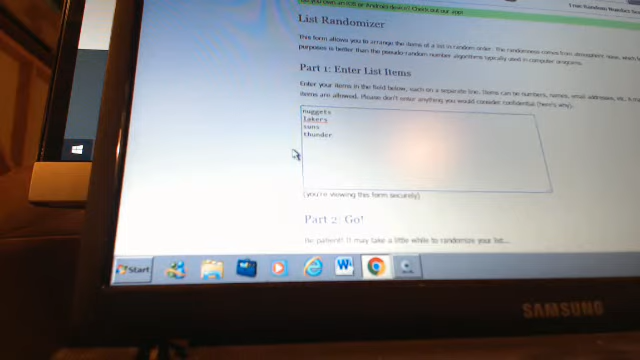 List Randomizer
This form allows you to arrange the items of a list in random order. The randomness comes from atmospheric noise, which
purposes is better than the pseudo-random number algorithms typically used in computer programs.
Part 1: Enter List Items
Enter your items in the field below, each on a separate line. Items can be numbers, names, email addresses, etc.
items are allowed. Please don't enter anything you would consider confidential (here's why).
nuggets
lakers
suns
thunder
(you're viewing this form securely)
Part 2: Go!
Be patient! It may take a little while to randomize your list...
Start
SAMSUNG